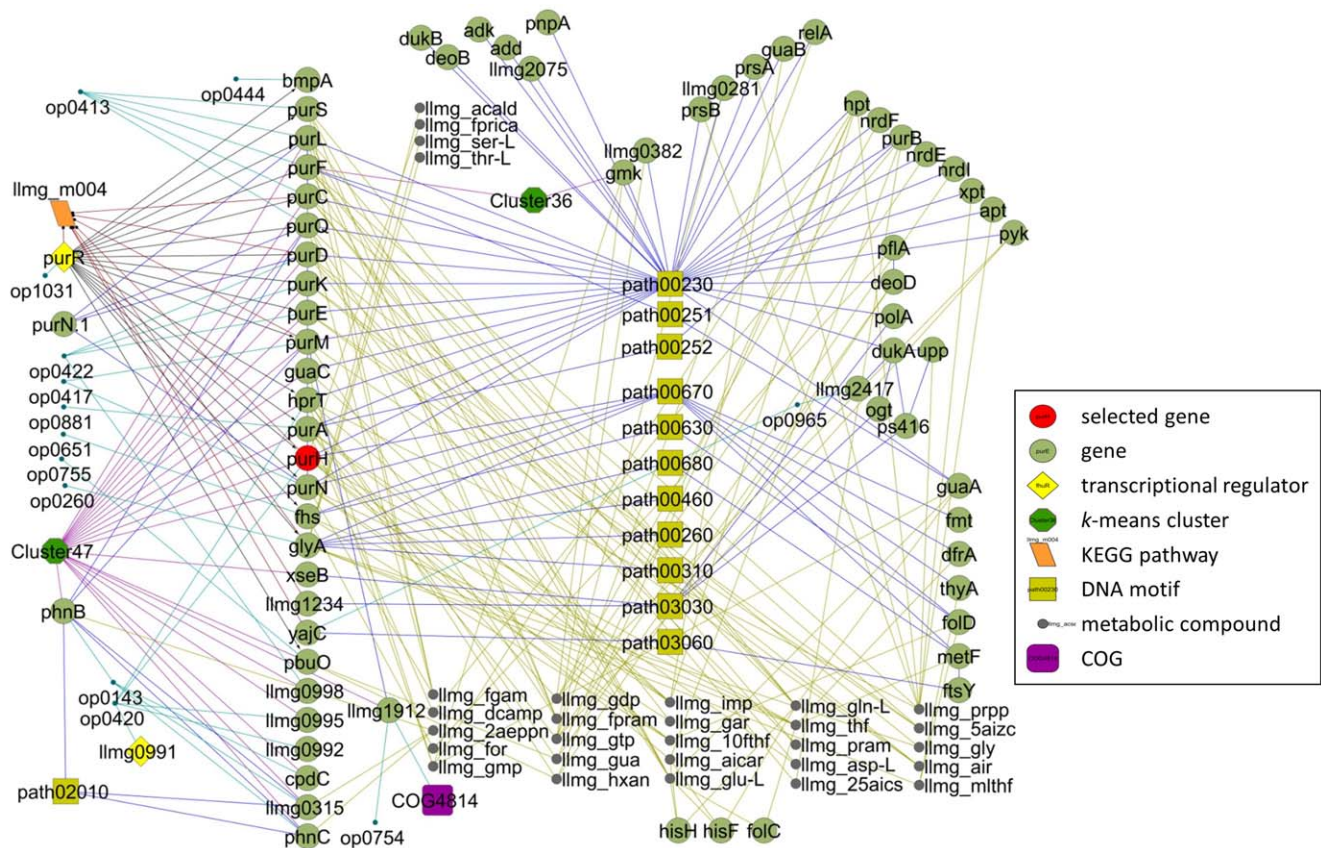 pnpA
adk
relA
dukB
add
guaB
deoB
llmg2075
prsA
bmpA
op0444
llmg0281
op0413
purS
llmg_acald
prsB
hpt
llmg_fprica
nrdF
purL
llmg_ser-L
purB
llmg_thr-L
llmg0382
nrdE
purF
gmk
nrdI
llmg_m004
purC
Cluster36
xpt
apt
purQ
pyk
purR
purD
pflA
op1031
purK
path00230
deoD
purE
path00251
polA
purN.1
purM
path00252
dukA
upp
op0422
guaC
llmg2417
op0417
hprT
path00670
ogt
op0881
purA
path00630
op0965
ps416
op0651
purH
path00680
op0755
purN
path00460
guaA
op0260
fhs
path00260
fmt
Cluster47
glyA
path00310
dfrA
xseB
thyA
phnB
llmg1234
path03030
folD
yajC
path03060
metF
pbuO
ftsY
op0143
llmg0998
llmg1912
op0420
llmg0995
llmg0991
llmg0992
cpdC
path02010
llmg0315
COG4814
phnC
op0754
llmg_fgam
llmg_dcamp
llmg_2aeppn
llmg_for
llmg_gmp
llmg_gdp
llmg_fpram
llmg_gtp
llmg_gua
llmg_hxan
llmg_imp
llmg_gar
llmg_10fthf
llmg_aicar
llmg_glu-L
llmg_gln-L
llmg_thf
llmg_pram
llmg_asp-L
llmg_25aics
llmg_prpp
llmg_5aizc
llmg_gly
llmg_air
llmg_mlthf
hisH
hisF
folC
selected gene
purE
gene
thuR
transcriptional regulator
Cluster36
k-means cluster
llmg_m004
KEGG pathway
path00230
DNA motif
metabolic compound
COG